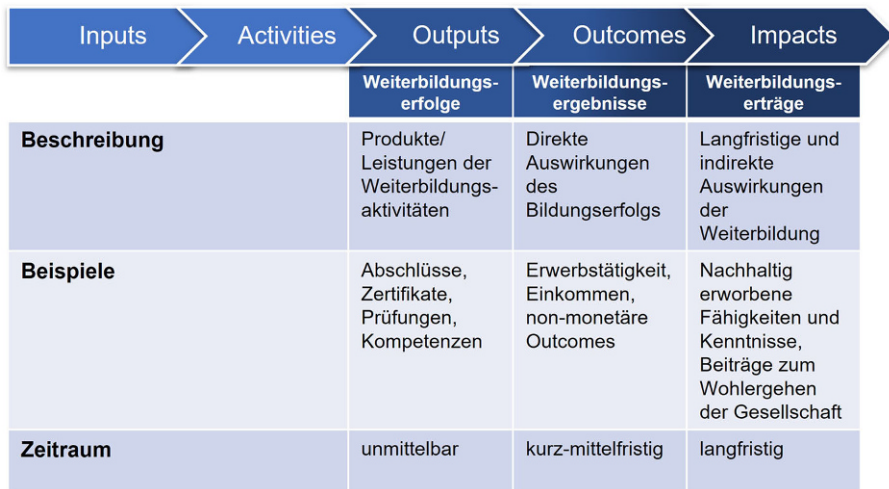 Inputs Activities Outputs Outcomes Impacts
Weiterbildungs-
erfolge
Weiterbildungs-
ergebnisse
Weiterbildungs-
erträge
Beschreibung
Produkte/
Leistungen der
Weiterbildungs-
aktivitäten
Direkte
Auswirkungen
des
Bildungserfolgs
Langfristige und
indirekte
Auswirkungen
der
Weiterbildung
Beispiele
Abschlüsse,
Zertifikate,
Prüfungen,
Kompetenzen
Erwerbstätigkeit,
Einkommen,
non-monetäre
Outcomes
Nachhaltig
erworbene
Fähigkeiten und
Kenntnisse,
Beiträge zum
Wohlergehen
der Gesellschaft
Zeitraum
unmittelbar
kurz-mittelfristig
langfristig